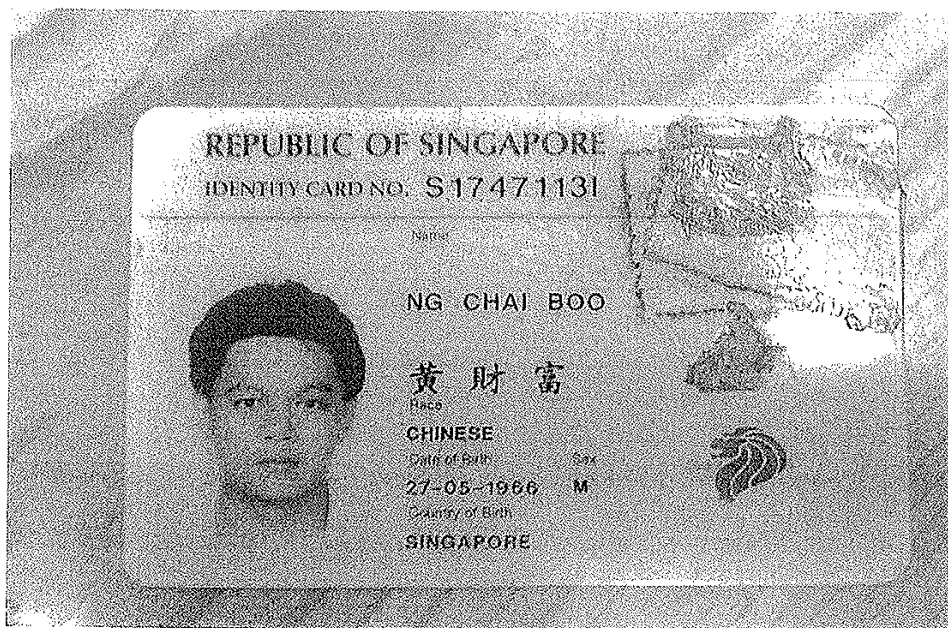 REPUBLIC OF SINGAPORE
IDENTITY CARD NO. S1747113I
Name
NG CHAI BOO
黃 財 富
Race
CHINESE
Date of Birth Sex
27-05-1966 M
Country of Birth
SINGAPORE